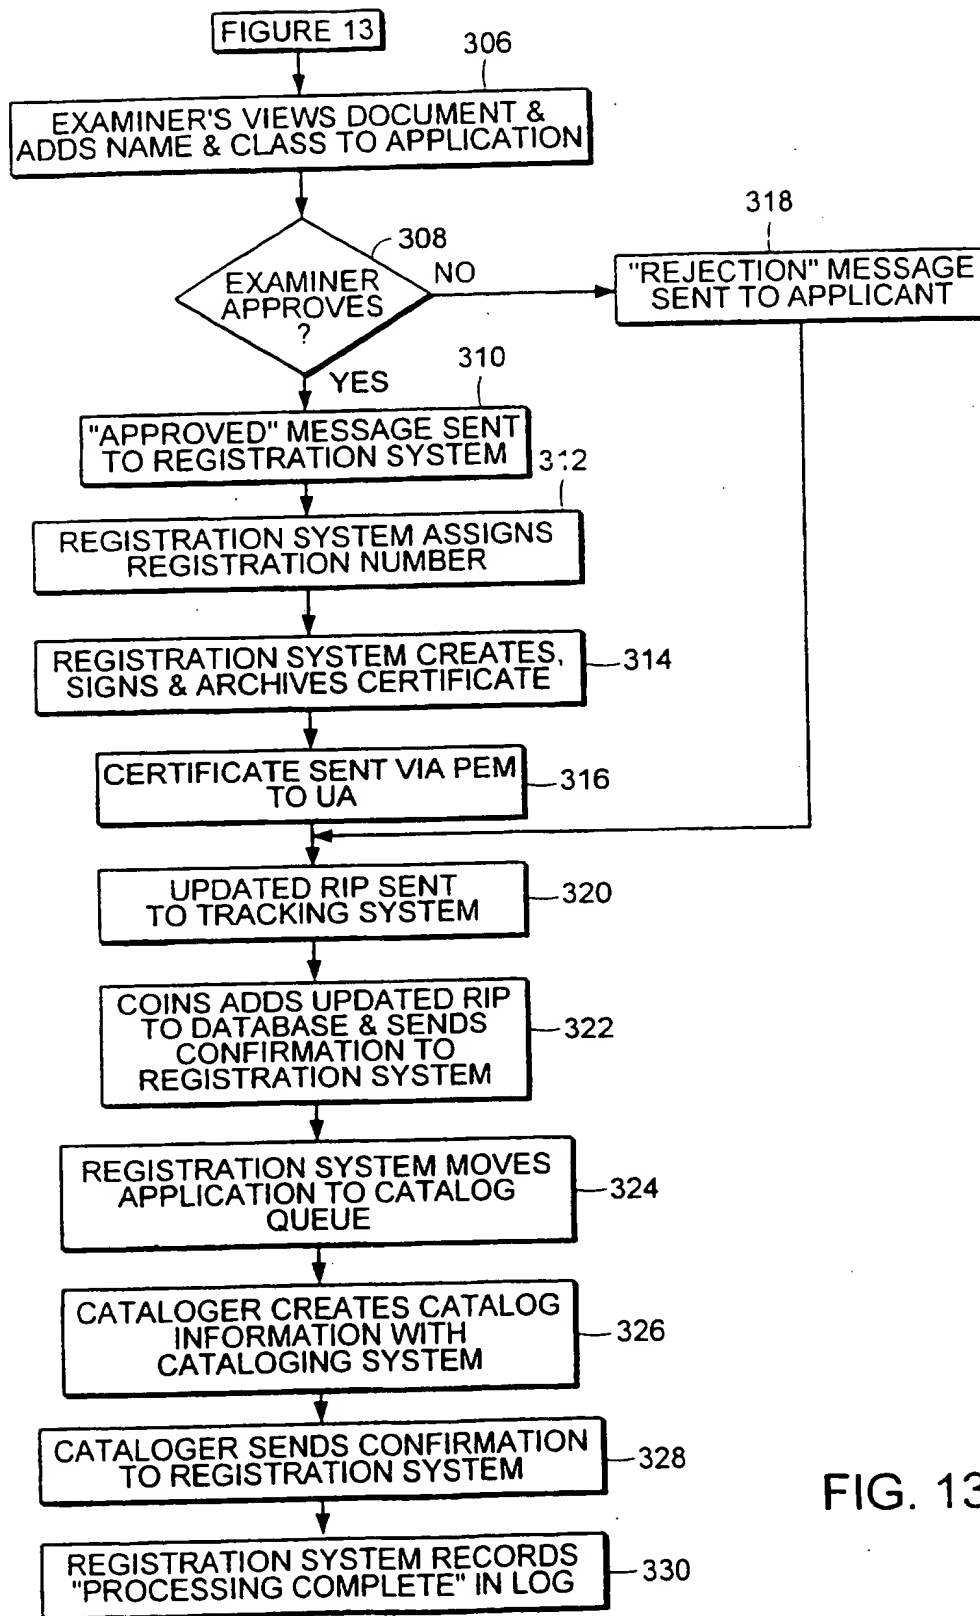 FIGURE 13
306
EXAMINER'S VIEWS DOCUMENT &
ADDS NAME & CLASS TO APPLICATION
308
EXAMINER
APPROVES
?
NO
318
"REJECTION" MESSAGE
SENT TO APPLICANT
YES
310
"APPROVED" MESSAGE SENT
TO REGISTRATION SYSTEM
312
REGISTRATION SYSTEM ASSIGNS
REGISTRATION NUMBER
REGISTRATION SYSTEM CREATES,
SIGNS & ARCHIVES CERTIFICATE
314
CERTIFICATE SENT VIA PEM
TO UA
316
UPDATED RIP SENT
TO TRACKING SYSTEM
320
COINS ADDS UPDATED RIP
TO DATABASE & SENDS
CONFIRMATION TO
REGISTRATION SYSTEM
322
REGISTRATION SYSTEM MOVES
APPLICATION TO CATALOG
QUEUE
324
CATALOGER CREATES CATALOG
INFORMATION WITH
CATALOGING SYSTEM
326
CATALOGER SENDS CONFIRMATION
TO REGISTRATION SYSTEM
328
REGISTRATION SYSTEM RECORDS
"PROCESSING COMPLETE" IN LOG
330
FIG. 13